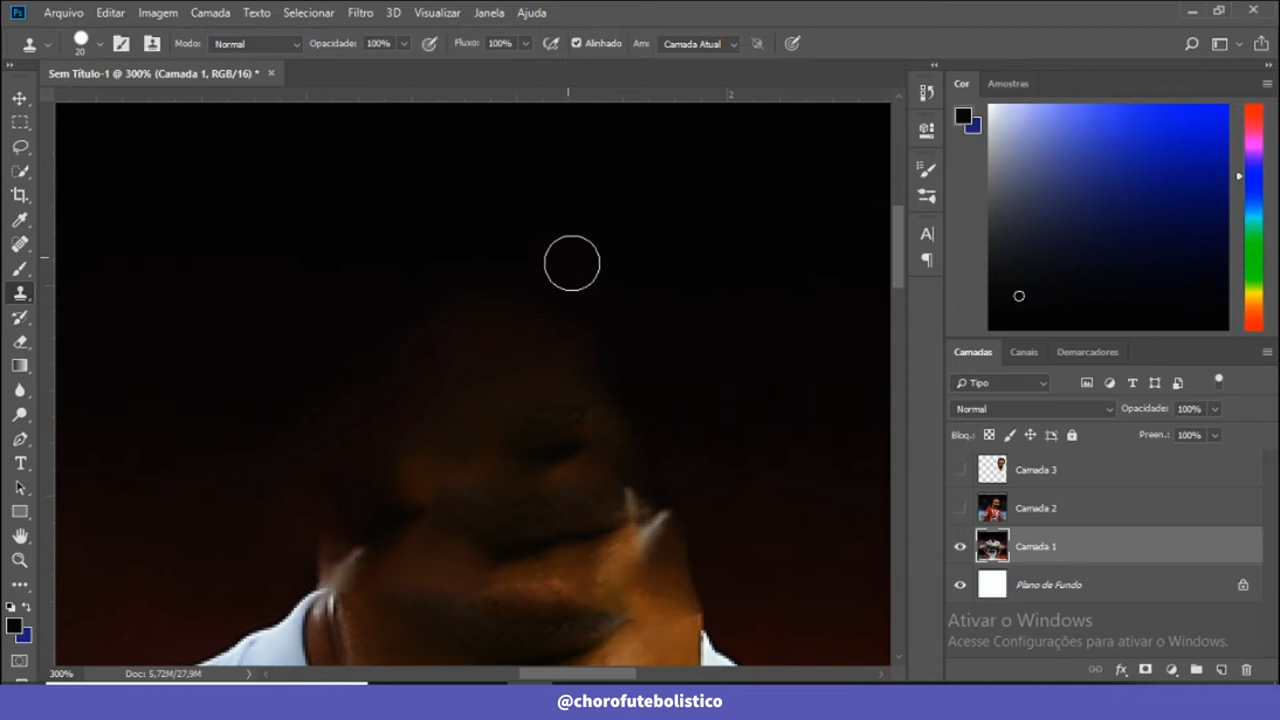 Ps Arquivo Editar Imagem Camada Texto Selecionar Filtro 3D Visualizar Janela Ajuda
20 Modo: Normal Opacidade: 100% Fluxo: 100% Alinhado Am: Camada Atual
Sem Título-1 @ 300% (Camada 1, RGB/16) * ×
2
Cor Amostras
Camadas Canais Demarcadores
Tipo
Normal Opacidade: 100%
Bloq.: Preen.: 100%
Camada 3
Camada 2
Camada 1
Plano de Fundo
Ativar o Windows
Acesse Configurações para ativar o Windows.
300% Doc: 5,72M/27,9M
@chorofutebolistico